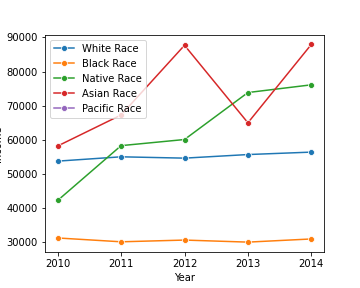 90000
80000
70000
60000
50000
40000
30000
White Race
Black Race
Native Race
Asian Race
Pacific Race
2010
2011
2012
2013
2014
Year